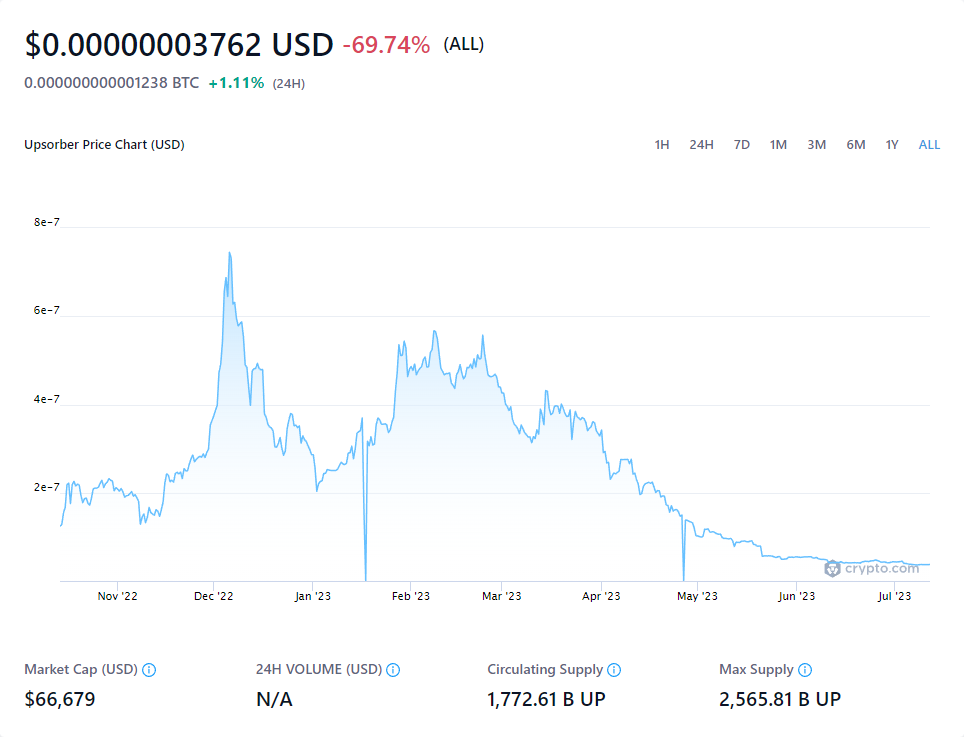 $0.00000003762 USD -69.74% (ALL)
0.000000000001238 BTC +1.11% (24H)
Upsorber Price Chart (USD) 1H 24H 7D 1M 3M 6M 1Y ALL
8e-7
6e-7
4e-7
2e-7
crypto.com
Nov '22 Dec '22 Jan '23 Feb '23 Mar '23 Apr '23 May '23 Jun '23 Jul '23
Market Cap (USD) 24H VOLUME (USD) Circulating Supply Max Supply
$66,679 N/A 1,772.61 B UP 2,565.81 B UP